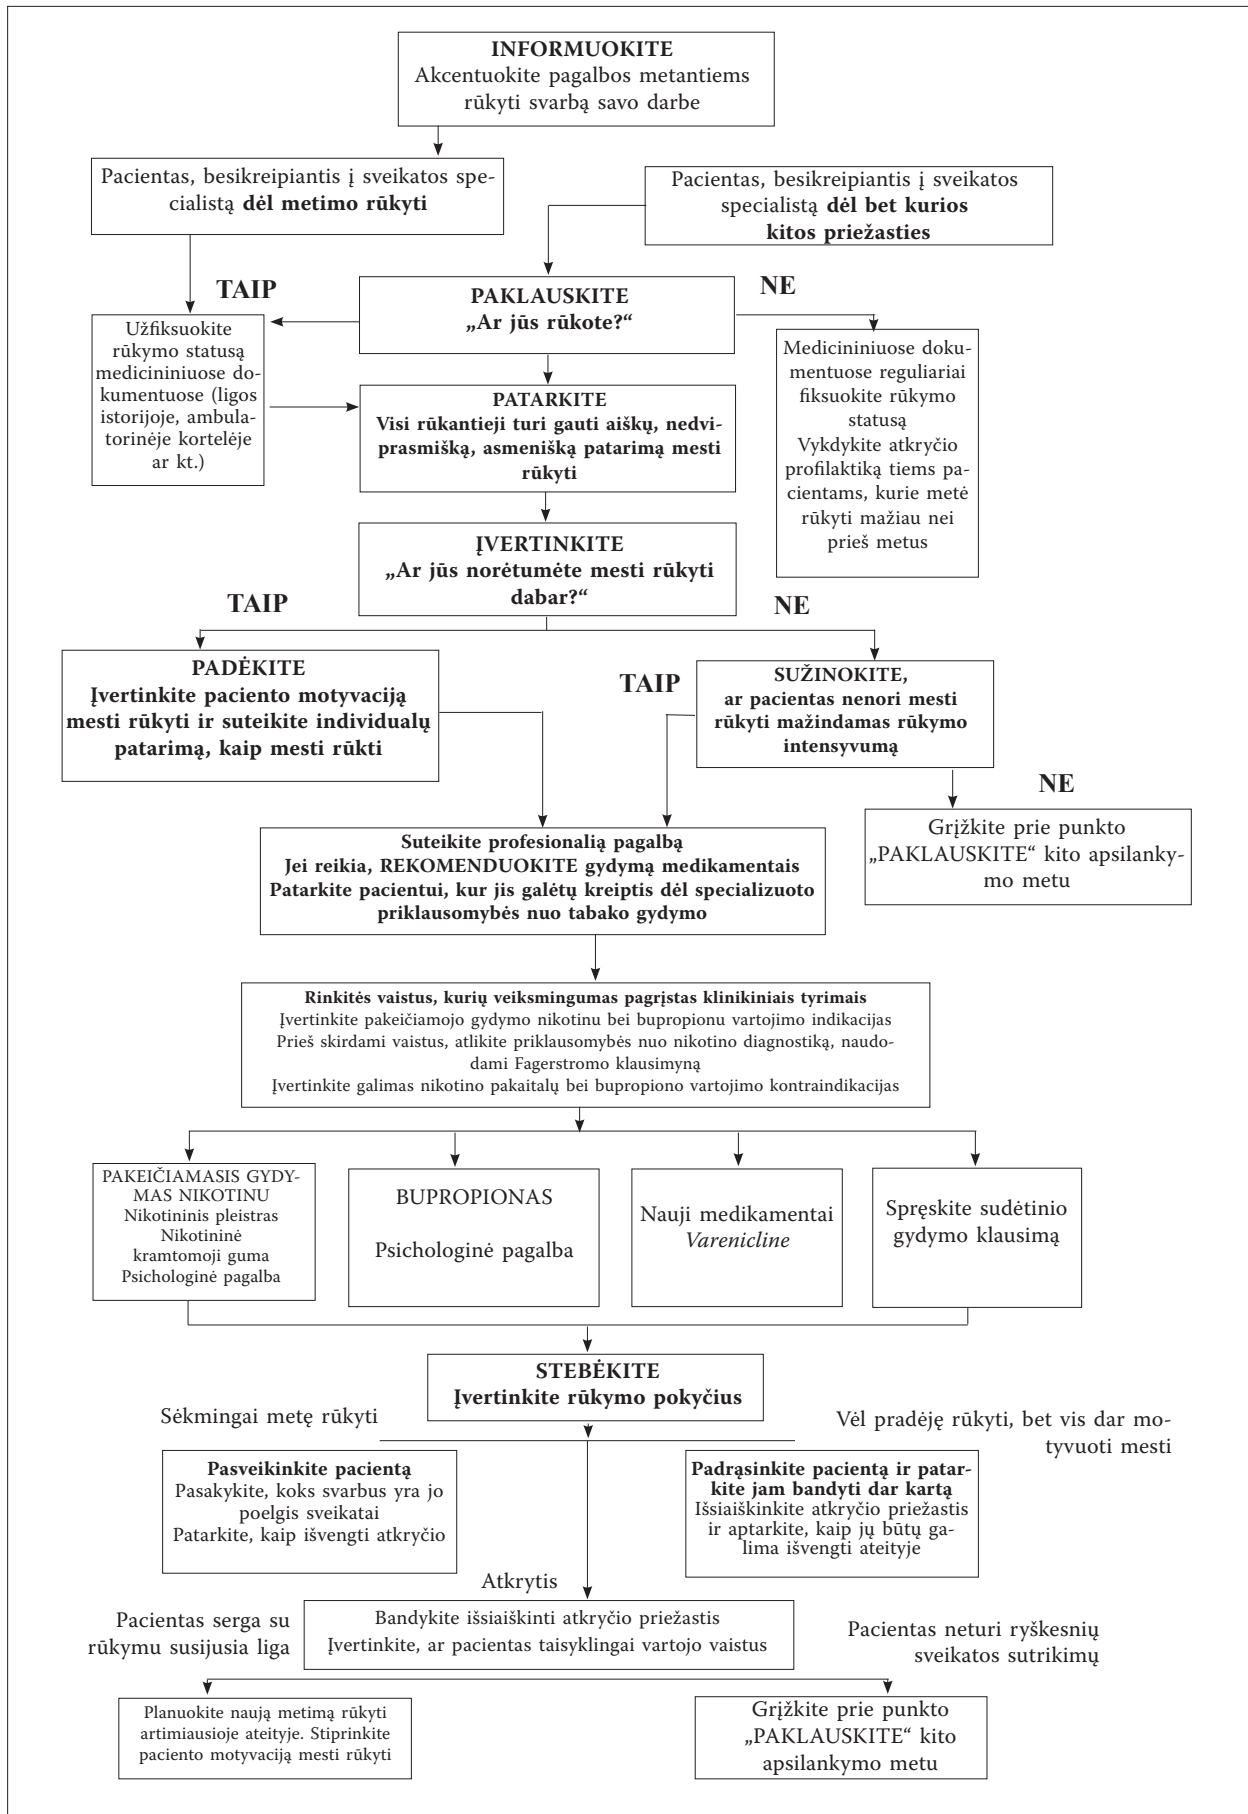 INFORMUOKITE
Akcentuokite pagalbos metantiems
rūkyti svarbą savo darbe
Pacientas, besikreipiantis į sveikatos spe-
cialistą dėl metimo rūkyti
Pacientas, besikreipiantis į sveikatos
specialistą dėl bet kurios
kitos priežasties
TAIP
NE
PAKLAUSKITE
„Ar jūs rūkote?“
Užfiksuokite
rūkymo statusą
medicininiuose do-
kumentuose (ligos
istorijoje, ambula-
torinėje kortelėje
ar kt.)
Medicininiuose doku-
mentuose reguliariai
fiksuokite rūkymo
statusą
Vykdykite atkryčio
profilaktiką tiems pa-
cientams, kurie metė
rūkyti mažiau nei
prieš metus
PATARKITE
Visi rūkantieji turi gauti aiškų, nedvi-
prasmišką, asmenišką patarimą mesti
rūkyti
ĮVERTINKITE
„Ar jūs norėtumėte mesti rūkyti
dabar?“
TAIP
NE
PADĖKITE
Įvertinkite paciento motyvaciją
mesti rūkyti ir suteikite individualų
patarimą, kaip mesti rūkti
TAIP
SUŽINOKITE,
ar pacientas nenori mesti
rūkyti mažindamas rūkymo
intensyvumą
NE
Suteikite profesionalią pagalbą
Jei reikia, REKOMENDUOKITE gydymą medikamentais
Patarkite pacientui, kur jis galėtų kreiptis dėl specializuoto
priklausomybės nuo tabako gydymo
Grįžkite prie punkto
„PAKLAUSKITE“ kito apsilanky-
mo metu
Rinkitės vaistus, kurių veiksmingumas pagrįstas klinikiniais tyrimais
Įvertinkite pakeičiamojo gydymo nikotinu bei bupropionu vartojimo indikacijas
Prieš skirdami vaistus, atlikite priklausomybės nuo nikotino diagnostiką, naudo-
dami Fagerstromo klausimyną
Įvertinkite galimas nikotino pakaitalų bei bupropiono vartojimo kontraindikacijas
PAKEIČIAMASIS GYDY-
MAS NIKOTINU
Nikotininis pleistras
Nikotininė
kramtomoji guma
Psichologinė pagalba
BUPROPIONAS
Psichologinė pagalba
Nauji medikamentai
Varenicline
Spręskite sudėtinio
gydymo klausimą
STEBĖKITE
Įvertinkite rūkymo pokyčius
Sėkmingai metę rūkyti
Vėl pradėję rūkyti, bet vis dar mo-
tyvuoti mesti
Pasveikinkite pacientą
Pasakykite, koks svarbus yra jo
poelgis sveikatai
Patarkite, kaip išvengti atkryčio
Padrąsinkite pacientą ir patar-
kite jam bandyti dar kartą
Išsiaiškinkite atkryčio priežastis
ir aptarkite, kaip jų būtų ga-
lima išvengti ateityje
Atkrytis
Pacientas serga su
rūkymu susijusia liga
Bandykite išsiaiškinti atkryčio priežastis
Įvertinkite, ar pacientas taisyklingai vartojo vaistus
Pacientas neturi ryškesnių
sveikatos sutrikimų
Planuokite naują metimą rūkyti
artimiausioje ateityje. Stiprinkite
paciento motyvaciją mesti rūkyti
Grįžkite prie punkto
„PAKLAUSKITE“ kito
apsilankymo metu